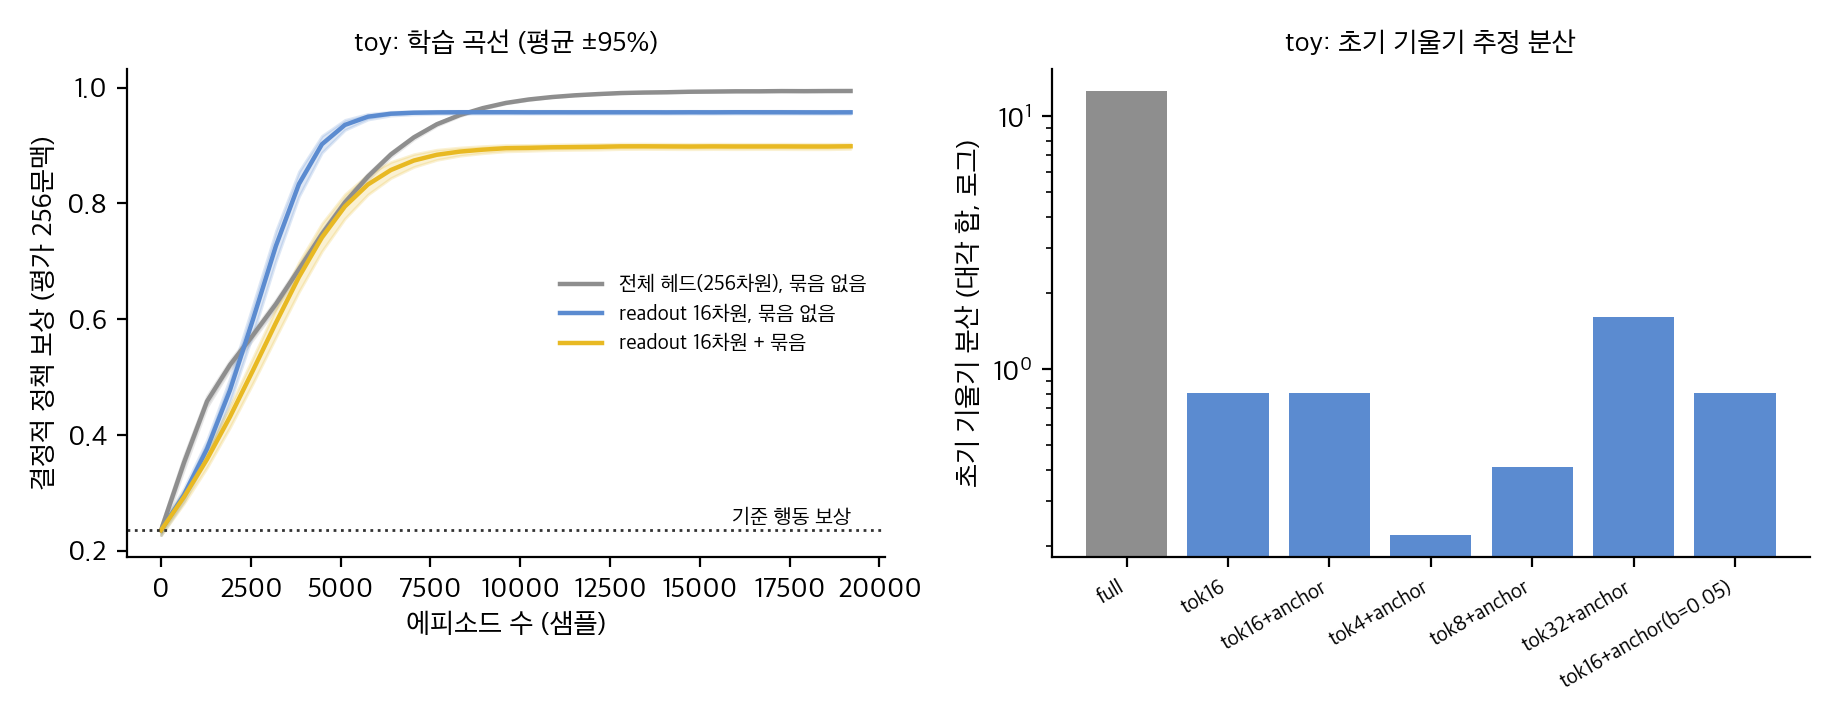 toy: 학습 곡선 (평균 ±95%)
결정적 정책 보상 (평가 256문맥)
1.0
0.8
0.6
0.4
0.2
전체 헤드(256차원), 묶음 없음
readout 16차원, 묶음 없음
readout 16차원 + 묶음
기준 행동 보상
0 2500 5000 7500 10000 12500 15000 17500 20000
에피소드 수 (샘플)
toy: 초기 기울기 추정 분산
초기 기울기 분산 (대각 합, 로그)
10¹
10⁰
full
tok16
tok16+anchor
tok4+anchor
tok8+anchor
tok32+anchor
tok16+anchor(b=0.05)